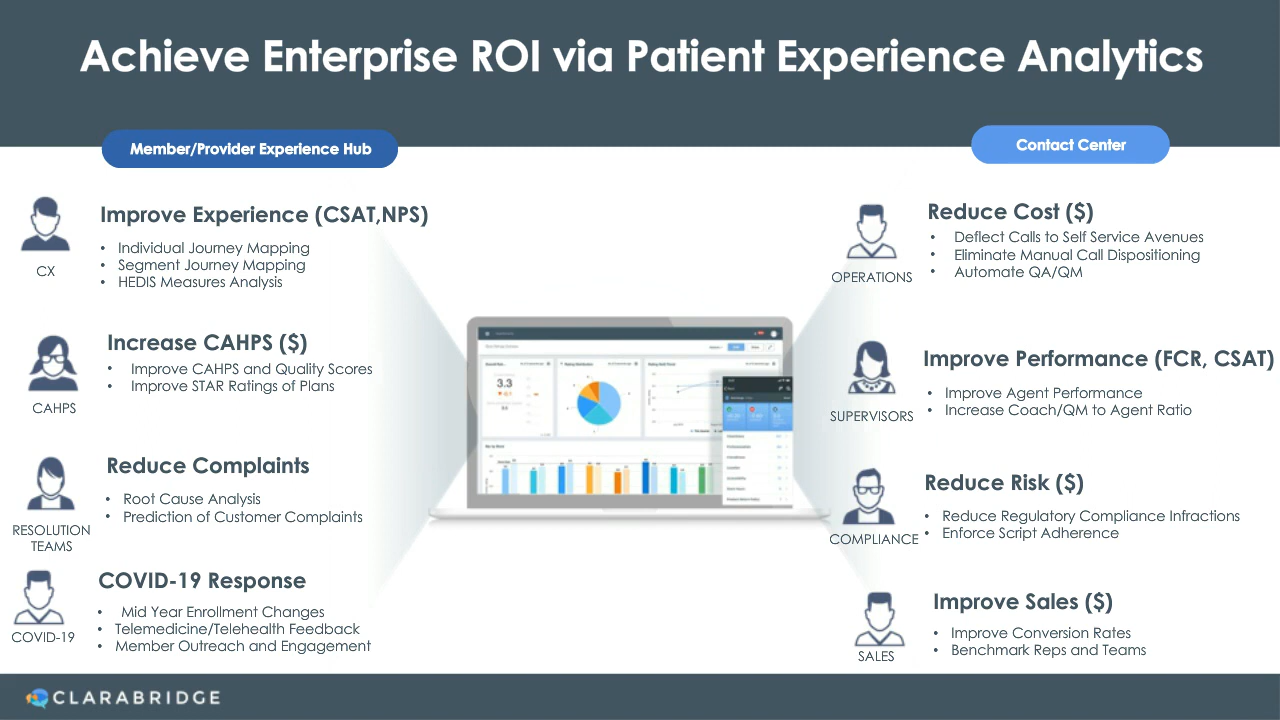 Achieve Enterprise ROI via Patient Experience Analytics
Member/Provider Experience Hub
CX
Improve Experience (CSAT,NPS)
• Individual Journey Mapping
• Segment Journey Mapping
• HEDIS Measures Analysis
CAHPS
Increase CAHPS ($)
• Improve CAHPS and Quality Scores
• Improve STAR Ratings of Plans
RESOLUTION
TEAMS
Reduce Complaints
• Root Cause Analysis
• Prediction of Customer Complaints
COVID-19
COVID-19 Response
• Mid Year Enrollment Changes
• Telemedicine/Telehealth Feedback
• Member Outreach and Engagement
3.3
Contact Center
OPERATIONS
Reduce Cost ($)
• Deflect Calls to Self Service Avenues
• Eliminate Manual Call Dispositioning
• Automate QA/QM
SUPERVISORS
Improve Performance (FCR, CSAT)
• Improve Agent Performance
• Increase Coach/QM to Agent Ratio
COMPLIANCE
Reduce Risk ($)
• Reduce Regulatory Compliance Infractions
• Enforce Script Adherence
SALES
Improve Sales ($)
• Improve Conversion Rates
• Benchmark Reps and Teams
CLARABRIDGE